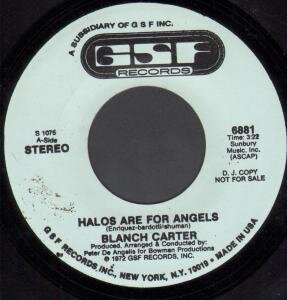 A SUBSIDIARY OF G S F INC.
GSF
RECORDS
S 1075
A-Side
STEREO
6881
Time: 3:22
Sunbury
Music, Inc.
(ASCAP)
D. J. COPY
NOT FOR SALE
HALOS ARE FOR ANGELS
(Enriquez-bardotti-shuman)
BLANCH CARTER
Produced, Arranged & Conducted by:
Peter De Angelis for Bowman Productions
℗ 1972 GSF RECORDS, INC.
G S F RECORDS, INC., NEW YORK, N.Y. 10019 • MADE IN USA